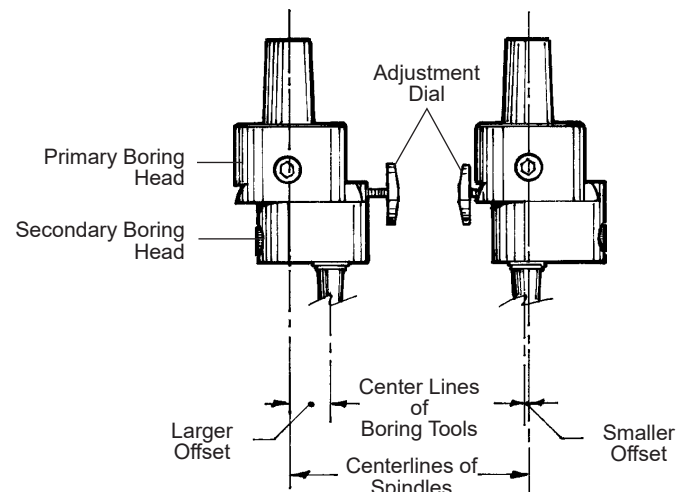 Adjustment
Dial
Primary Boring
Head
Secondary Boring
Head
Center Lines
of
Boring Tools
Larger
Offset
Smaller
Offset
Centerlines of
Spindles